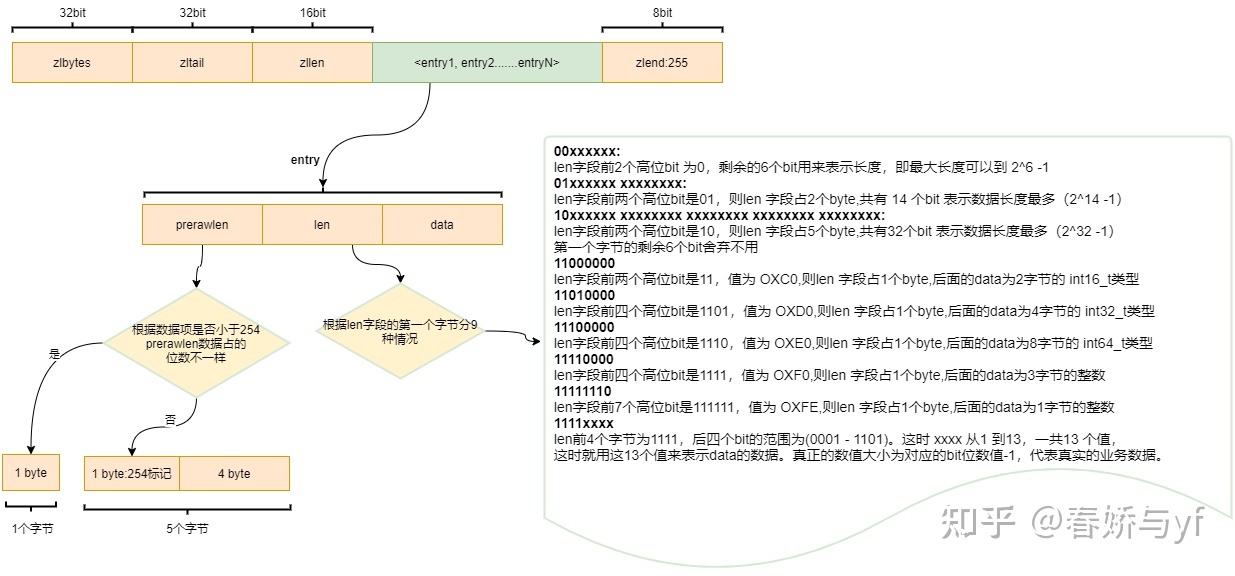 32bit
32bit
16bit
8bit
zlbytes
zltail
zllen
<entry1, entry2.......entryN>
zlend:255
entry
prerawlen
len
data
根据数据项是否小于254
prerawlen数据占的
位数不一样
根据len字段的第一个字节分9
种情况
是
否
1 byte
1 byte:254标记
4 byte
1个字节
5个字节
00xxxxxx:
len字段前2个高位bit 为0，剩余的6个bit用来表示长度，即最大长度可以到 2^6 -1
01xxxxxx xxxxxxxx:
len字段前两个高位bit是01，则len 字段占2个byte,共有 14 个bit 表示数据长度最多（2^14 -1）
10xxxxxx xxxxxxxx xxxxxxxx xxxxxxxx xxxxxxxx:
len字段前两个高位bit是10，则len 字段占5个byte,共有32个bit 表示数据长度最多（2^32 -1）
第一个字节的剩余6个bit舍弃不用
11000000
len字段前两个高位bit是11，值为 OXC0,则len 字段占1个byte,后面的data为2字节的 int16_t类型
11010000
len字段前四个高位bit是1101，值为 OXD0,则len 字段占1个byte,后面的data为4字节的 int32_t类型
11100000
len字段前四个高位bit是1110，值为 OXE0,则len 字段占1个byte,后面的data为8字节的 int64_t类型
11110000
len字段前四个高位bit是1111，值为 OXF0,则len 字段占1个byte,后面的data为3字节的整数
11111110
len字段前7个高位bit是111111，值为 OXFE,则len 字段占1个byte,后面的data为1字节的整数
1111xxxx
len前4个字节为1111，后四个bit的范围为(0001 - 1101)。这时 xxxx 从1 到13，一共13 个值，
这时就用这13个值来表示data的数据。真正的数值大小为对应的bit位数值-1，代表真实的业务数据。
知乎 @春娇与yf